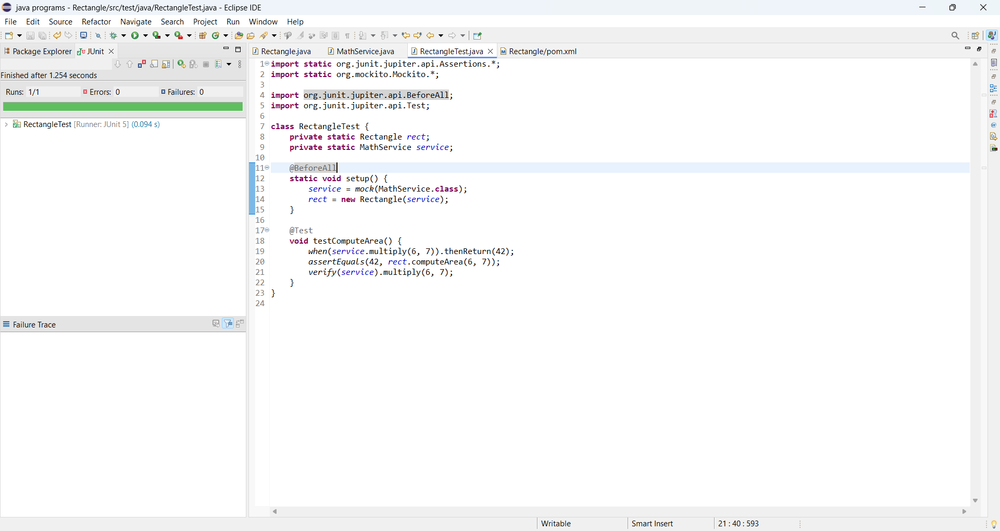 java programs - Rectangle/src/test/java/RectangleTest.java - Eclipse IDE
File Edit Source Refactor Navigate Search Project Run Window Help
Package Explorer JUnit
Finished after 1.254 seconds
Runs: 1/1 Errors: 0 Failures: 0
RectangleTest [Runner: JUnit 5] (0.094 s)
Failure Trace
Rectangle.java MathService.java RectangleTest.java Rectangle/pom.xml
1 import static org.junit.jupiter.api.Assertions.*;
2 import static org.mockito.Mockito.*;
3
4 import org.junit.jupiter.api.BeforeAll;
5 import org.junit.jupiter.api.Test;
6
7 class RectangleTest {
8     private static Rectangle rect;
9     private static MathService service;
10
11     @BeforeAll
12     static void setup() {
13         service = mock(MathService.class);
14         rect = new Rectangle(service);
15     }
16
17     @Test
18     void testComputeArea() {
19         when(service.multiply(6, 7)).thenReturn(42);
20         assertEquals(42, rect.computeArea(6, 7));
21         verify(service).multiply(6, 7);
22     }
23 }
24
Writable Smart Insert 21 : 40 : 593